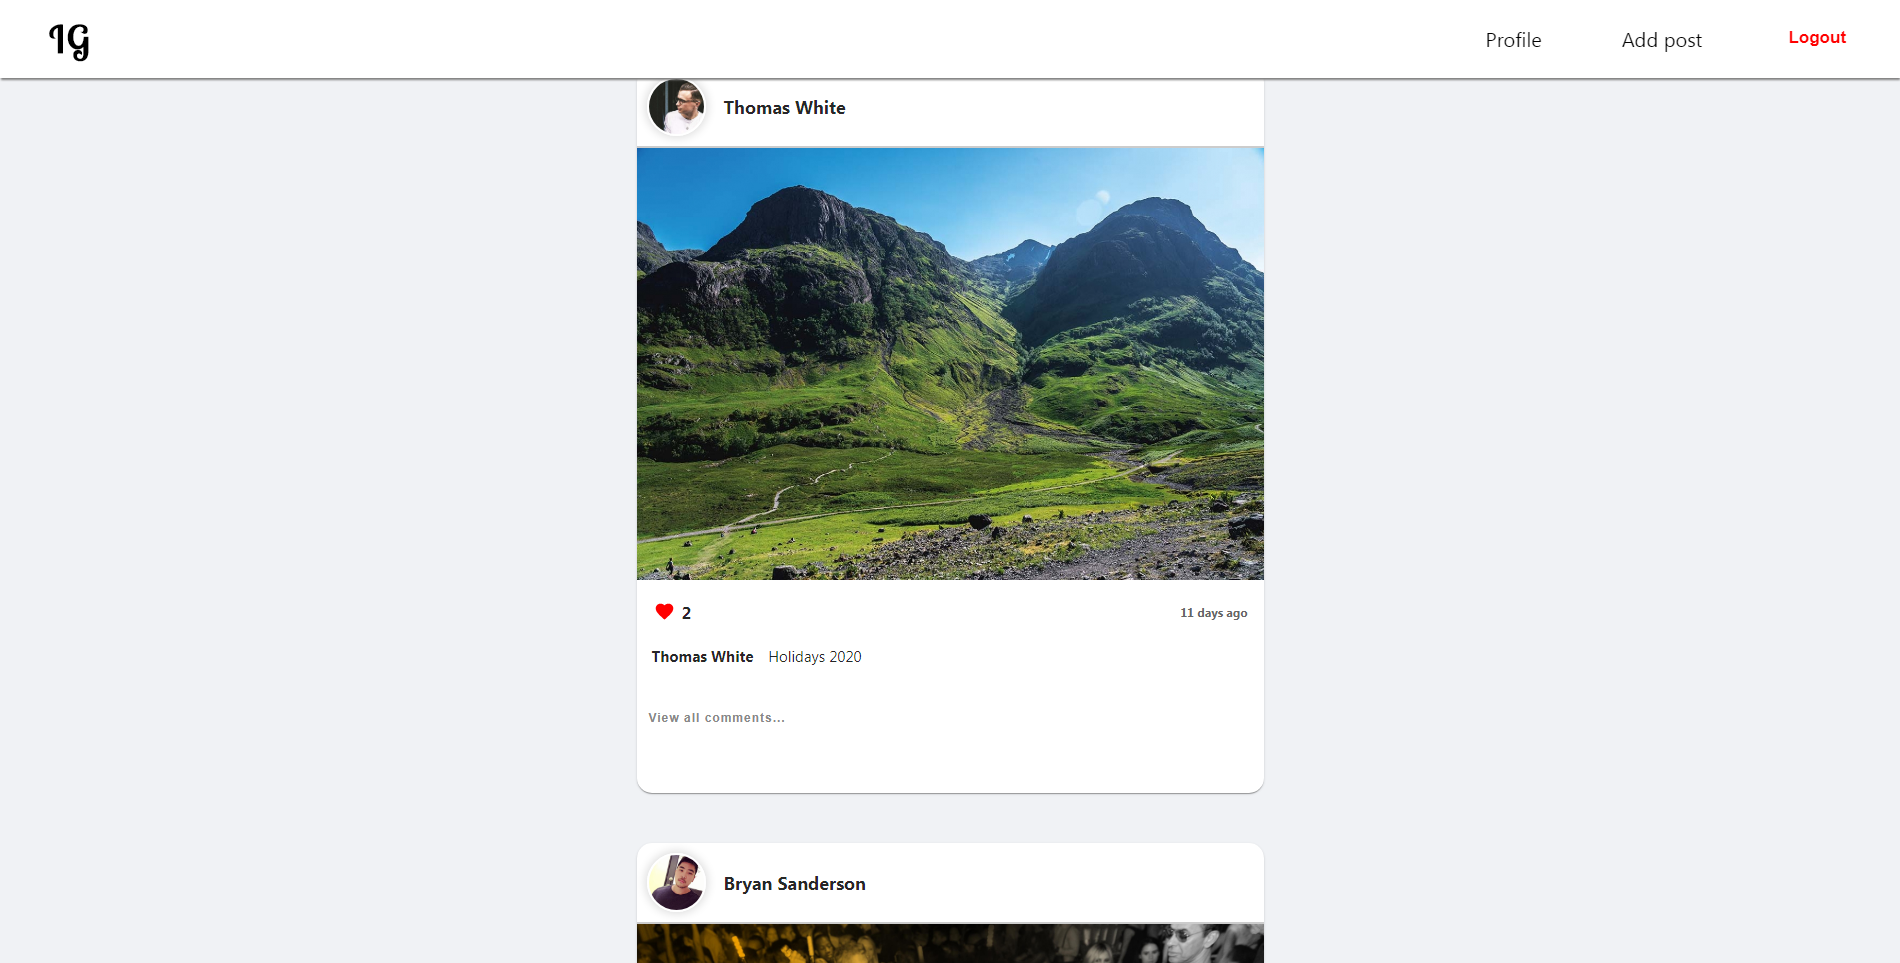 IG
Profile
Add post
Logout
Thomas White
2
11 days ago
Thomas White Holidays 2020
View all comments...
Bryan Sanderson